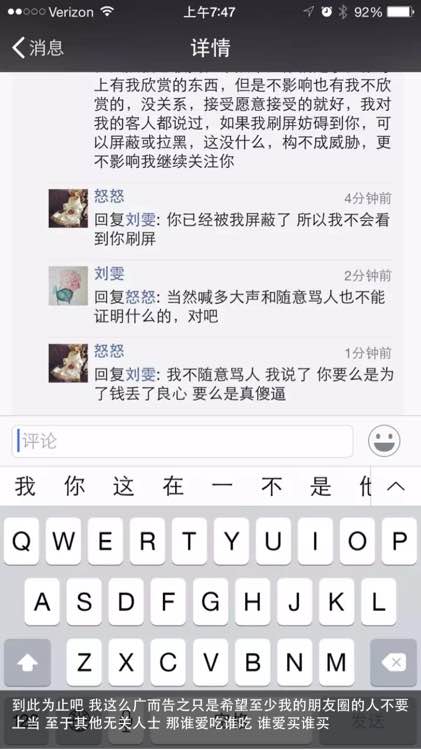 Verizon 上午7:47 92%
消息 详情
上有我欣赏的东西，但是不影响也有我不欣
赏的，没关系，接受愿意接受的就好，我对
我的客人都说过，如果我刷屏妨碍到你，可
以屏蔽或拉黑，这没什么，构不成威胁，更
不影响我继续关注你
怒怒 4分钟前
回复刘雯: 你已经被我屏蔽了 所以我不会看
到你刷屏
刘雯 2分钟前
回复怒怒: 当然喊多大声和随意骂人也不能
证明什么的，对吧
怒怒 1分钟前
回复刘雯: 我不随意骂人 我说了 你要么是为
了钱丢了良心 要么是真傻逼
评论
我 你 这 在 一 不 是 他
Q W E R T Y U I O P
A S D F G H J K L
Z X C V B N M
到此为止吧 我这么广而告之只是希望至少我的朋友圈的人不要
上当 至于其他无关人士 那谁爱吃谁吃 谁爱买谁买
发送